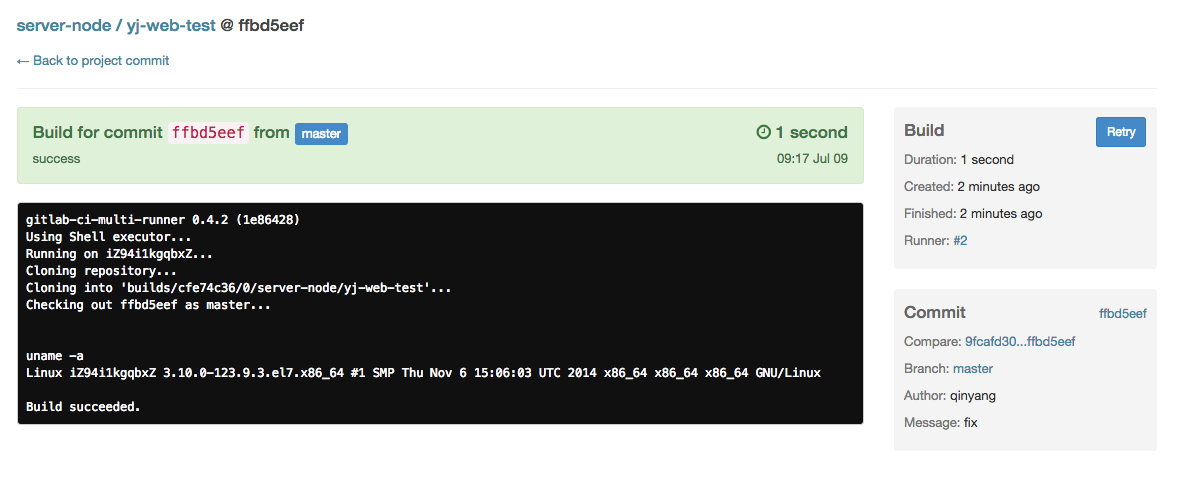 server-node / yj-web-test @ ffbd5eef
← Back to project commit
Build for commit ffbd5eef from master
1 second
success
09:17 Jul 09
gitlab-ci-multi-runner 0.4.2 (1e86428)
Using Shell executor...
Running on iZ94i1kgqbxZ...
Cloning repository...
Cloning into 'builds/cfe74c36/0/server-node/yj-web-test'...
Checking out ffbd5eef as master...
uname -a
Linux iZ94i1kgqbxZ 3.10.0-123.9.3.el7.x86_64 #1 SMP Thu Nov 6 15:06:03 UTC 2014 x86_64 x86_64 x86_64 GNU/Linux
Build succeeded.
Build
Retry
Duration: 1 second
Created: 2 minutes ago
Finished: 2 minutes ago
Runner: #2
Commit
ffbd5eef
Compare: 9fcafd30...ffbd5eef
Branch: master
Author: qinyang
Message: fix